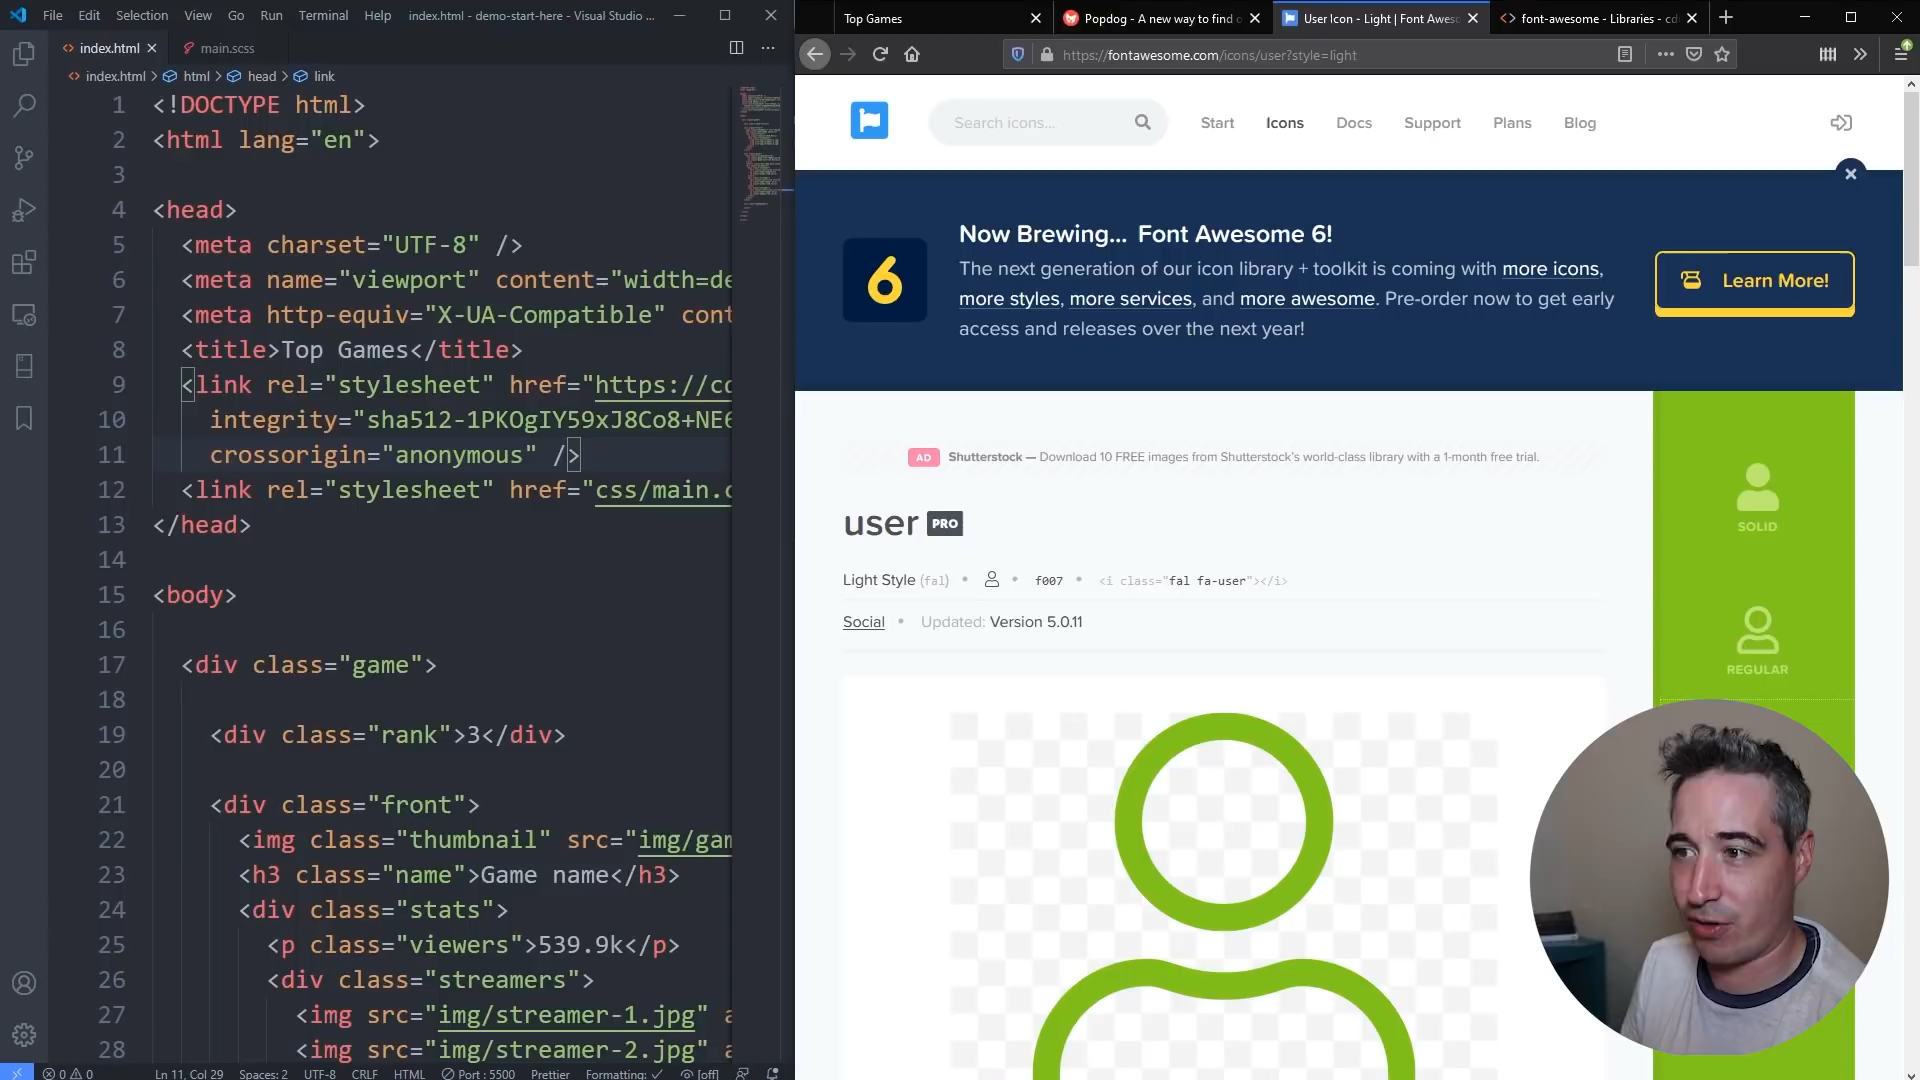 File Edit Selection View Go Run Terminal Help index.html - demo-start-here - Visual Studio ...
index.html main.scss
index.html > html > head > link
1 <!DOCTYPE html>
2 <html lang="en">
3
4 <head>
5 <meta charset="UTF-8" />
6 <meta name="viewport" content="width=de
7 <meta http-equiv="X-UA-Compatible" cont
8 <title>Top Games</title>
9 <link rel="stylesheet" href="https://cd
10 integrity="sha512-1PKOgIY59xJ8Co8+NE6
11 crossorigin="anonymous" />
12 <link rel="stylesheet" href="css/main.c
13 </head>
14
15 <body>
16
17 <div class="game">
18
19 <div class="rank">3</div>
20
21 <div class="front">
22 <img class="thumbnail" src="img/gam
23 <h3 class="name">Game name</h3>
24 <div class="stats">
25 <p class="viewers">539.9k</p>
26 <div class="streamers">
27 <img src="img/streamer-1.jpg" a
28 <img src="img/streamer-2.jpg" a
0 0 Ln 11, Col 29 Spaces: 2 UTF-8 CRLF HTML Port : 5500 Prettier Formatting: ✓ [off]
Top Games Popdog - A new way to find o User Icon - Light | Font Aweso font-awesome - Libraries - cd
https://fontawesome.com/icons/user?style=light
Search icons... Start Icons Docs Support Plans Blog
6
Now Brewing... Font Awesome 6!
The next generation of our icon library + toolkit is coming with more icons,
more styles, more services, and more awesome. Pre-order now to get early
access and releases over the next year!
Learn More!
AD Shutterstock — Download 10 FREE images from Shutterstock's world-class library with a 1-month free trial.
user PRO
Light Style (fal) • • f007 • <i class="fal fa-user"></i>
Social • Updated: Version 5.0.11
SOLID
REGULAR